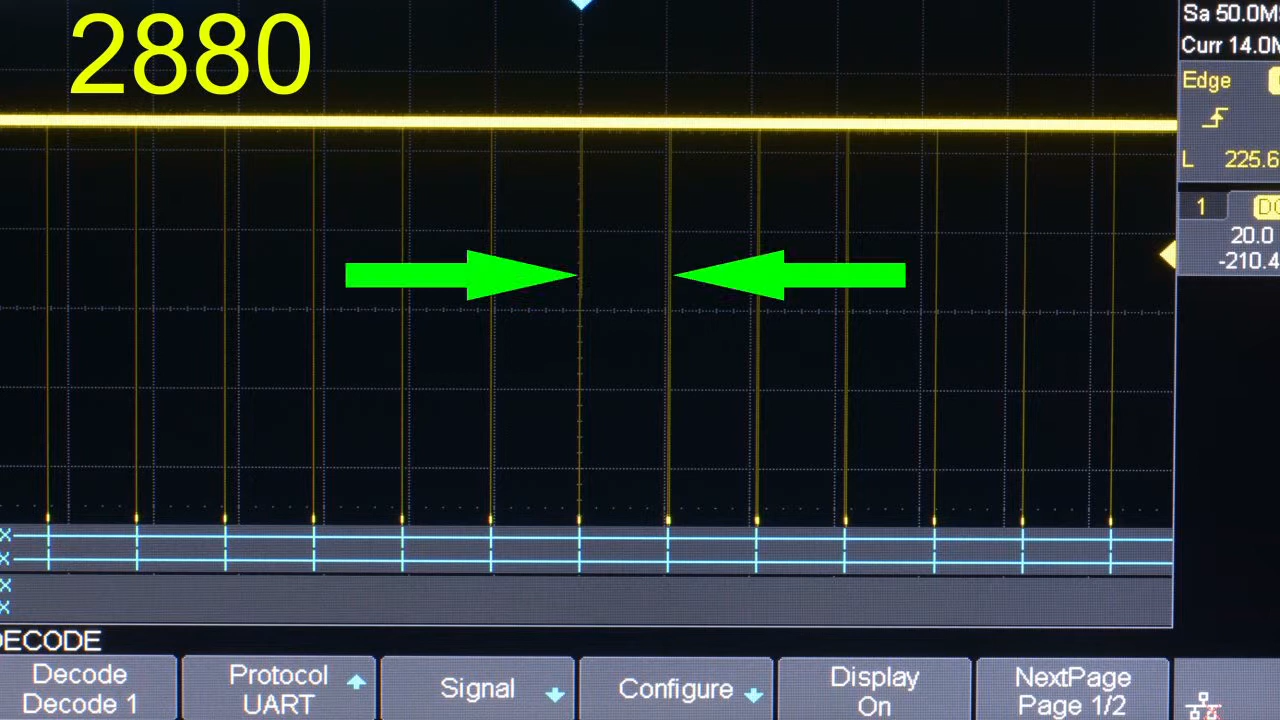 2880
Sa 50.0M
Curr 14.0M
Edge
L 225.6
1 DC
20.0
-210.4
DECODE
Decode
Decode 1
Protocol
UART
Signal
Configure
Display
On
NextPage
Page 1/2